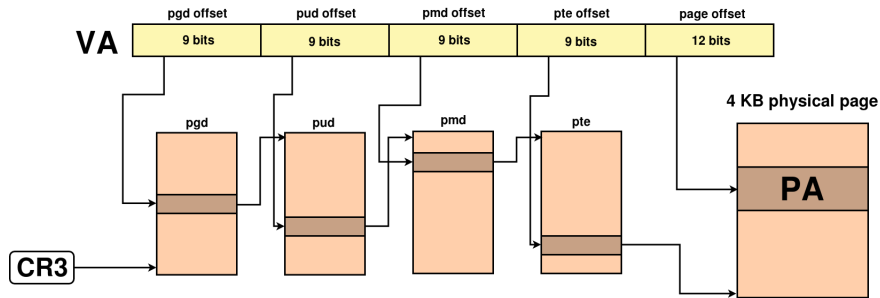 pgd offset
pud offset
pmd offset
pte offset
page offset
VA
9 bits
9 bits
9 bits
9 bits
12 bits
4 KB physical page
pgd
pud
pmd
pte
PA
CR3